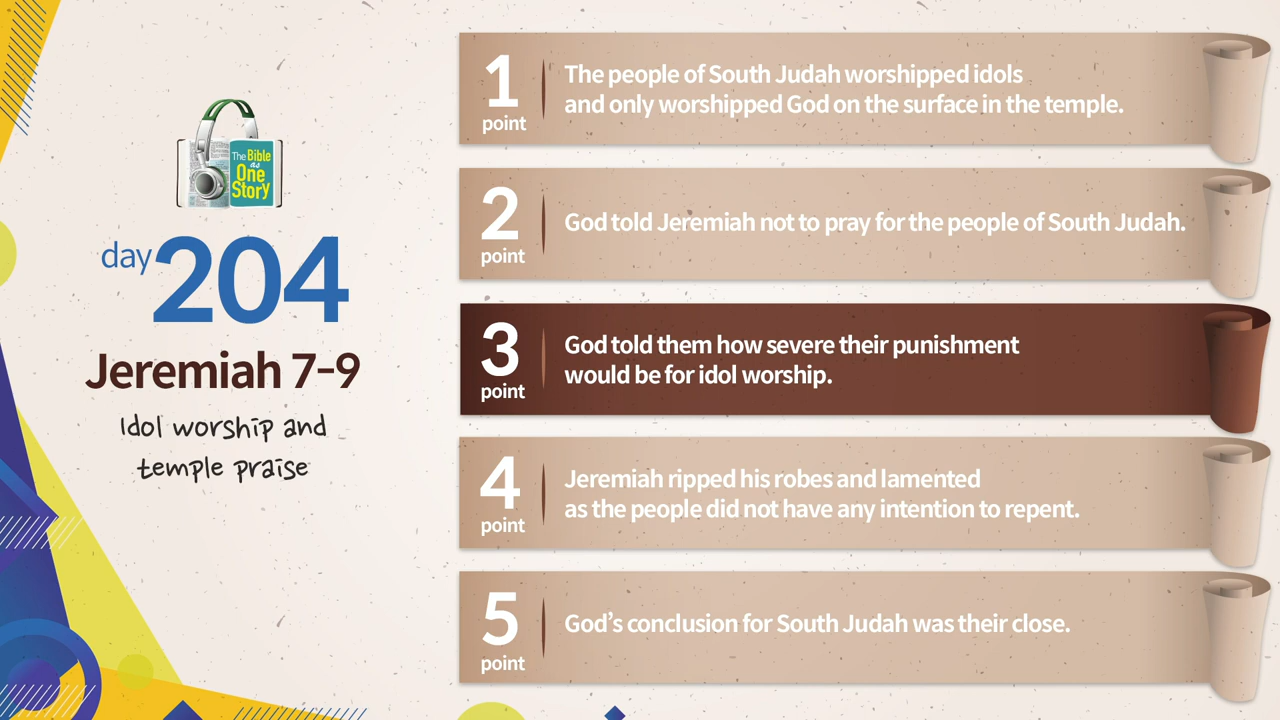 The Bible
as
One
Story
day204
Jeremiah 7-9
Idol worship and
temple praise
1
point
The people of South Judah worshipped idols
and only worshipped God on the surface in the temple.
2
point
God told Jeremiah not to pray for the people of South Judah.
3
point
God told them how severe their punishment
would be for idol worship.
4
point
Jeremiah ripped his robes and lamented
as the people did not have any intention to repent.
5
point
God’s conclusion for South Judah was their close.